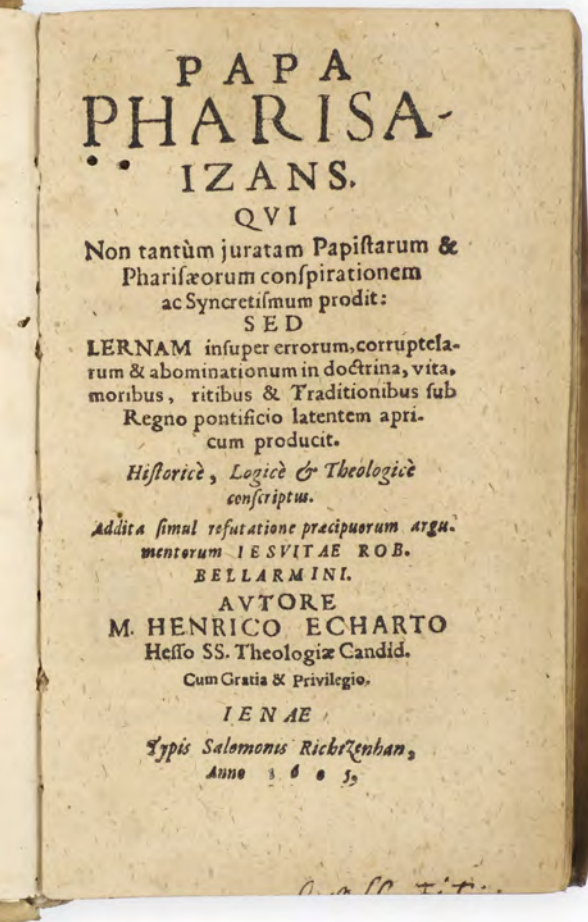 PAPA
PHARISA-
IZANS.
QVI
Non tantùm juratam Papiſtarum &
Phariſæorum conſpirationem
ac Syncretiſmum prodit:
SED
LERNAM inſuper errorum, corruptela-
rum & abominationum in doctrina, vita,
moribus, ritibus & Traditionibus ſub
Regno pontificio latentem apri-
cum producit.
Hiſtoricè, Logicè & Theologicè
conſcriptus.
Addita ſimul refutatione præcipuorum argu-
mentorum IESVITAE ROB.
BELLARMINI.
AVTORE
M. HENRICO ECHARTO
Heſſo SS. Theologiæ Candid.
Cum Gratia & Privilegio.
IENAE
Typis Salomonis Richtzenhan,
Anno 1605,